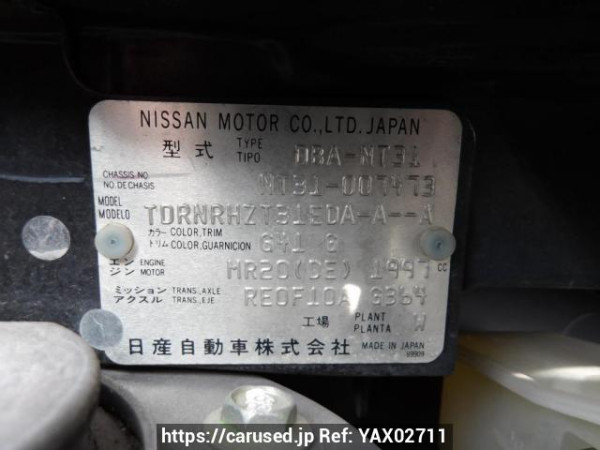 NISSAN MOTOR CO.,LTD. JAPAN
型式 TYPE TIPO DBA-NT31
CHASSIS NO. NO.DE CHASIS NT31-007473
MODEL MODELO TDRNRHZT31EDA-A--A
カラー COLOR,TRIM トリム COLOR,GUARNICION G41 G
エンジン ENGINE MOTOR MR20(DE) 1997 cc
ミッション TRANS.,AXLE アクスル TRANS.,EJE RE0F10A GG364
工場 PLANT PLANTA W
日産自動車株式会社 MADE IN JAPAN
https://carused.jp Ref: YAX02711